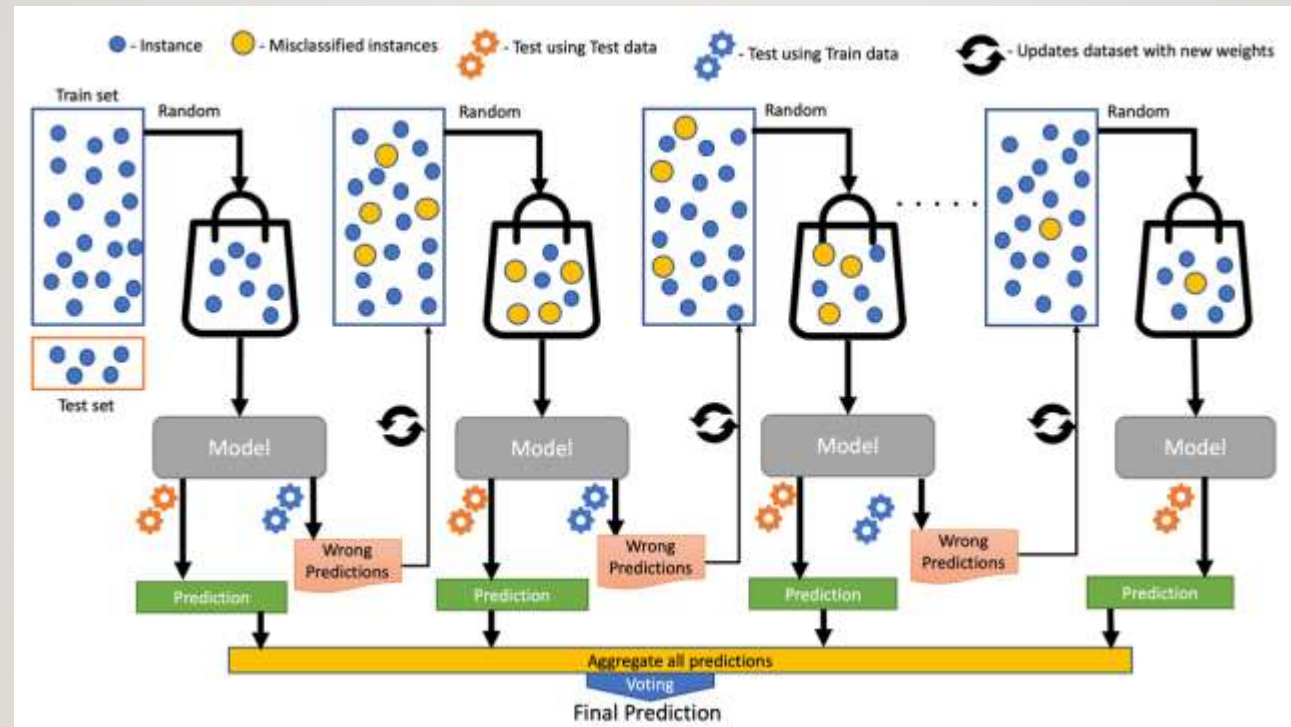 - Instance
- Misclassified instances
- Test using Test data
- Test using Train data
- Updates dataset with new weights
Train set
Random
Random
Random
Random
Test set
Model
Model
Model
Model
Wrong
Predictions
Wrong
Predictions
Wrong
Predictions
Prediction
Prediction
Prediction
Prediction
Aggregate all predictions
Voting
Final Prediction